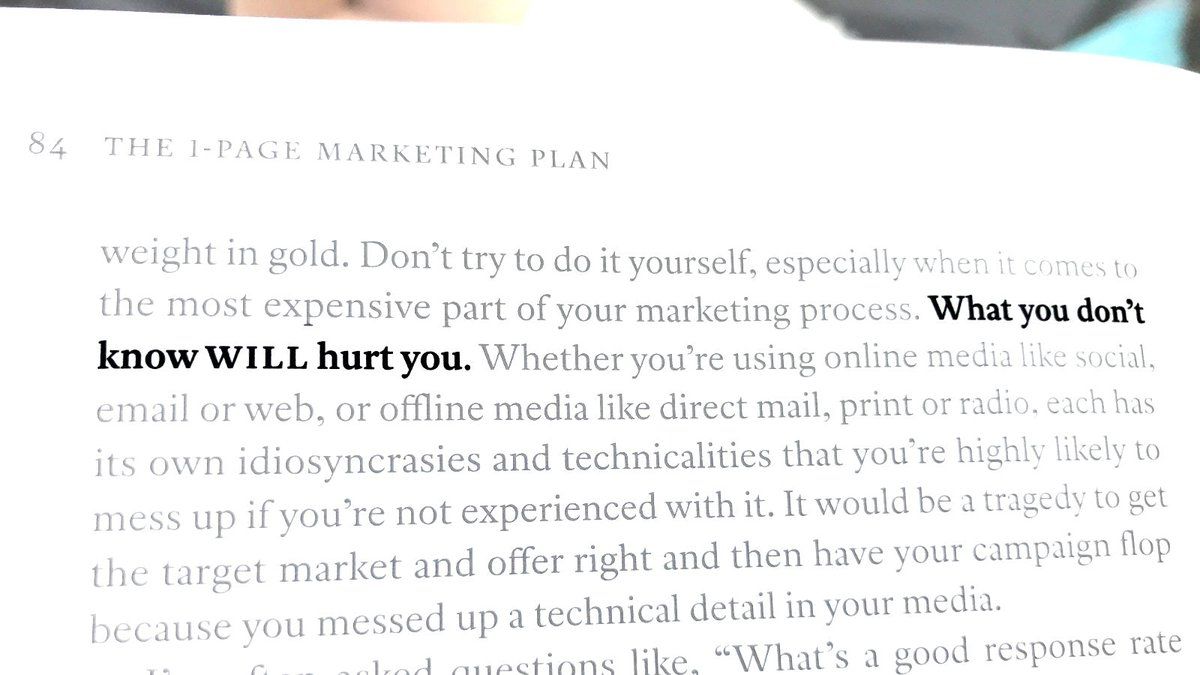 84 THE 1-PAGE MARKETING PLAN
weight in gold. Don’t try to do it yourself, especially when it comes to
the most expensive part of your marketing process. What you don’t
know WILL hurt you. Whether you’re using online media like social,
email or web, or offline media like direct mail, print or radio, each has
its own idiosyncrasies and technicalities that you’re highly likely to
mess up if you’re not experienced with it. It would be a tragedy to get
the target market and offer right and then have your campaign flop
because you messed up a technical detail in your media.
asked questions like, “What’s a good response rate